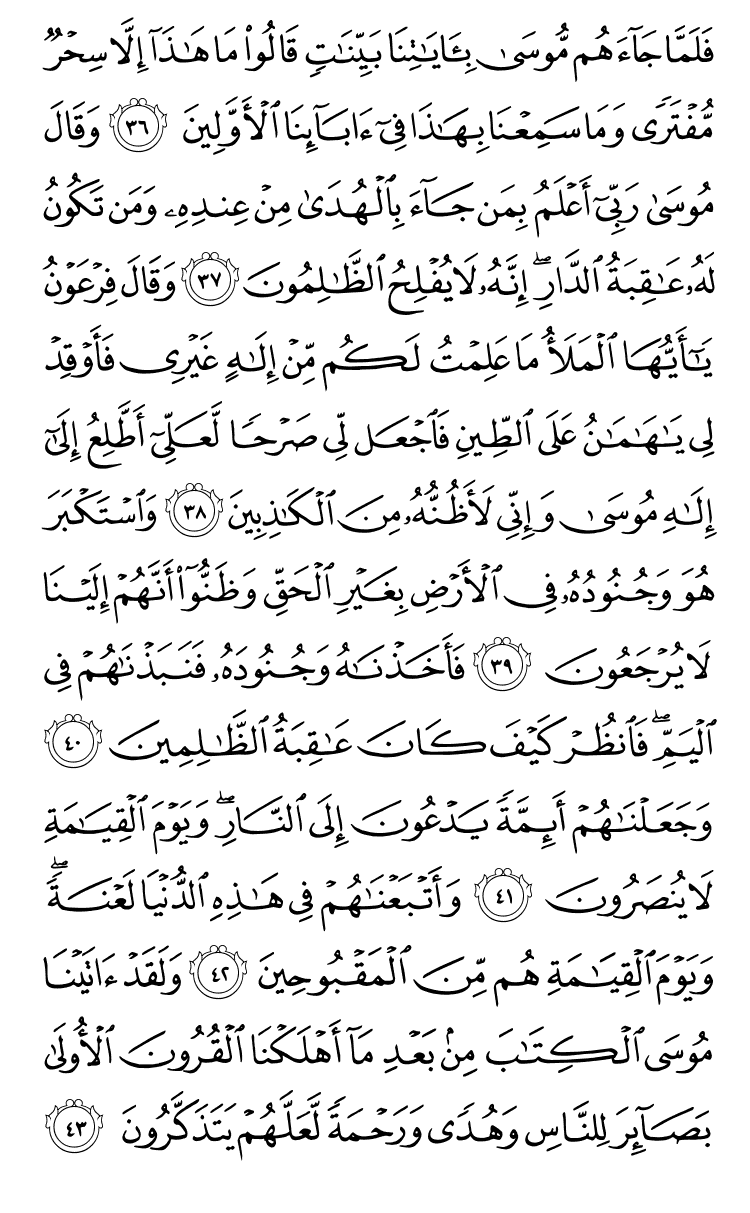 فَلَمَّا جَآءَهُم مُّوسَىٰ بِـَٔايَٰتِنَا بَيِّنَٰتٖ قَالُواْ مَا هَٰذَآ إِلَّا سِحۡرٞ
مُّفۡتَرٗى وَمَا سَمِعۡنَا بِهَٰذَا فِيٓ ءَابَآئِنَا ٱلۡأَوَّلِينَ ٣٦ وَقَالَ
مُوسَىٰ رَبِّيٓ أَعۡلَمُ بِمَن جَآءَ بِٱلۡهُدَىٰ مِنۡ عِندِهِۦ وَمَن تَكُونُ
لَهُۥ عَٰقِبَةُ ٱلدَّارِۖ إِنَّهُۥ لَا يُفۡلِحُ ٱلظَّٰلِمُونَ ٣٧ وَقَالَ فِرۡعَوۡنُ
يَٰٓأَيُّهَا ٱلۡمَلَأُ مَا عَلِمۡتُ لَكُم مِّنۡ إِلَٰهٍ غَيۡرِي فَأَوۡقِدۡ
لِي يَٰهَٰمَٰنُ عَلَى ٱلطِّينِ فَٱجۡعَل لِّي صَرۡحٗا لَّعَلِّيٓ أَطَّلِعُ إِلَىٰٓ
إِلَٰهِ مُوسَىٰ وَإِنِّي لَأَظُنُّهُۥ مِنَ ٱلۡكَٰذِبِينَ ٣٨ وَٱسۡتَكۡبَرَ
هُوَ وَجُنُودُهُۥ فِي ٱلۡأَرۡضِ بِغَيۡرِ ٱلۡحَقِّ وَظَنُّوٓاْ أَنَّهُمۡ إِلَيۡنَا
لَا يُرۡجَعُونَ ٣٩ فَأَخَذۡنَٰهُ وَجُنُودَهُۥ فَنَبَذۡنَٰهُمۡ فِي
ٱلۡيَمِّۖ فَٱنظُرۡ كَيۡفَ كَانَ عَٰقِبَةُ ٱلظَّٰلِمِينَ ٤٠
وَجَعَلۡنَٰهُمۡ أَئِمَّةٗ يَدۡعُونَ إِلَى ٱلنَّارِۖ وَيَوۡمَ ٱلۡقِيَٰمَةِ
لَا يُنصَرُونَ ٤١ وَأَتۡبَعۡنَٰهُمۡ فِي هَٰذِهِ ٱلدُّنۡيَا لَعۡنَةٗۖ
وَيَوۡمَ ٱلۡقِيَٰمَةِ هُم مِّنَ ٱلۡمَقۡبُوحِينَ ٤٢ وَلَقَدۡ ءَاتَيۡنَا
مُوسَى ٱلۡكِتَٰبَ مِنۢ بَعۡدِ مَآ أَهۡلَكۡنَا ٱلۡقُرُونَ ٱلۡأُولَىٰ
بَصَآئِرَ لِلنَّاسِ وَهُدٗى وَرَحۡمَةٗ لَّعَلَّهُمۡ يَتَذَكَّرُونَ ٤٣